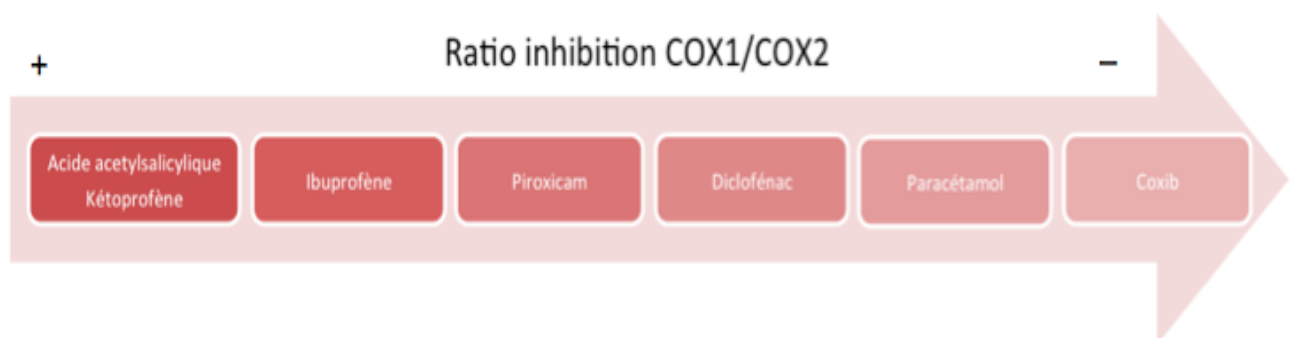 Ratio inhibition COX1/COX2
+
–
Acide acetylsalicylique
Kétoprofène
Ibuprofène
Piroxicam
Diclofénac
Paracétamol
Coxib